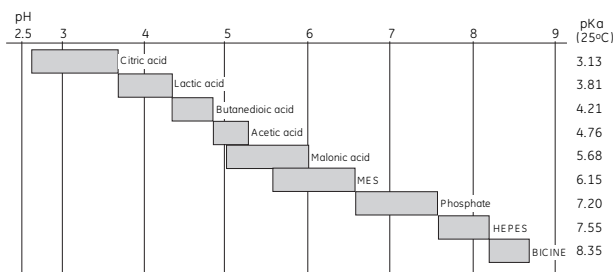 pH
pKa
(25ºC)
2.5 3 4 5 6 7 8 9
Citric acid 3.13
Lactic acid 3.81
Butanedioic acid 4.21
Acetic acid 4.76
Malonic acid 5.68
MES 6.15
Phosphate 7.20
HEPES 7.55
BICINE 8.35